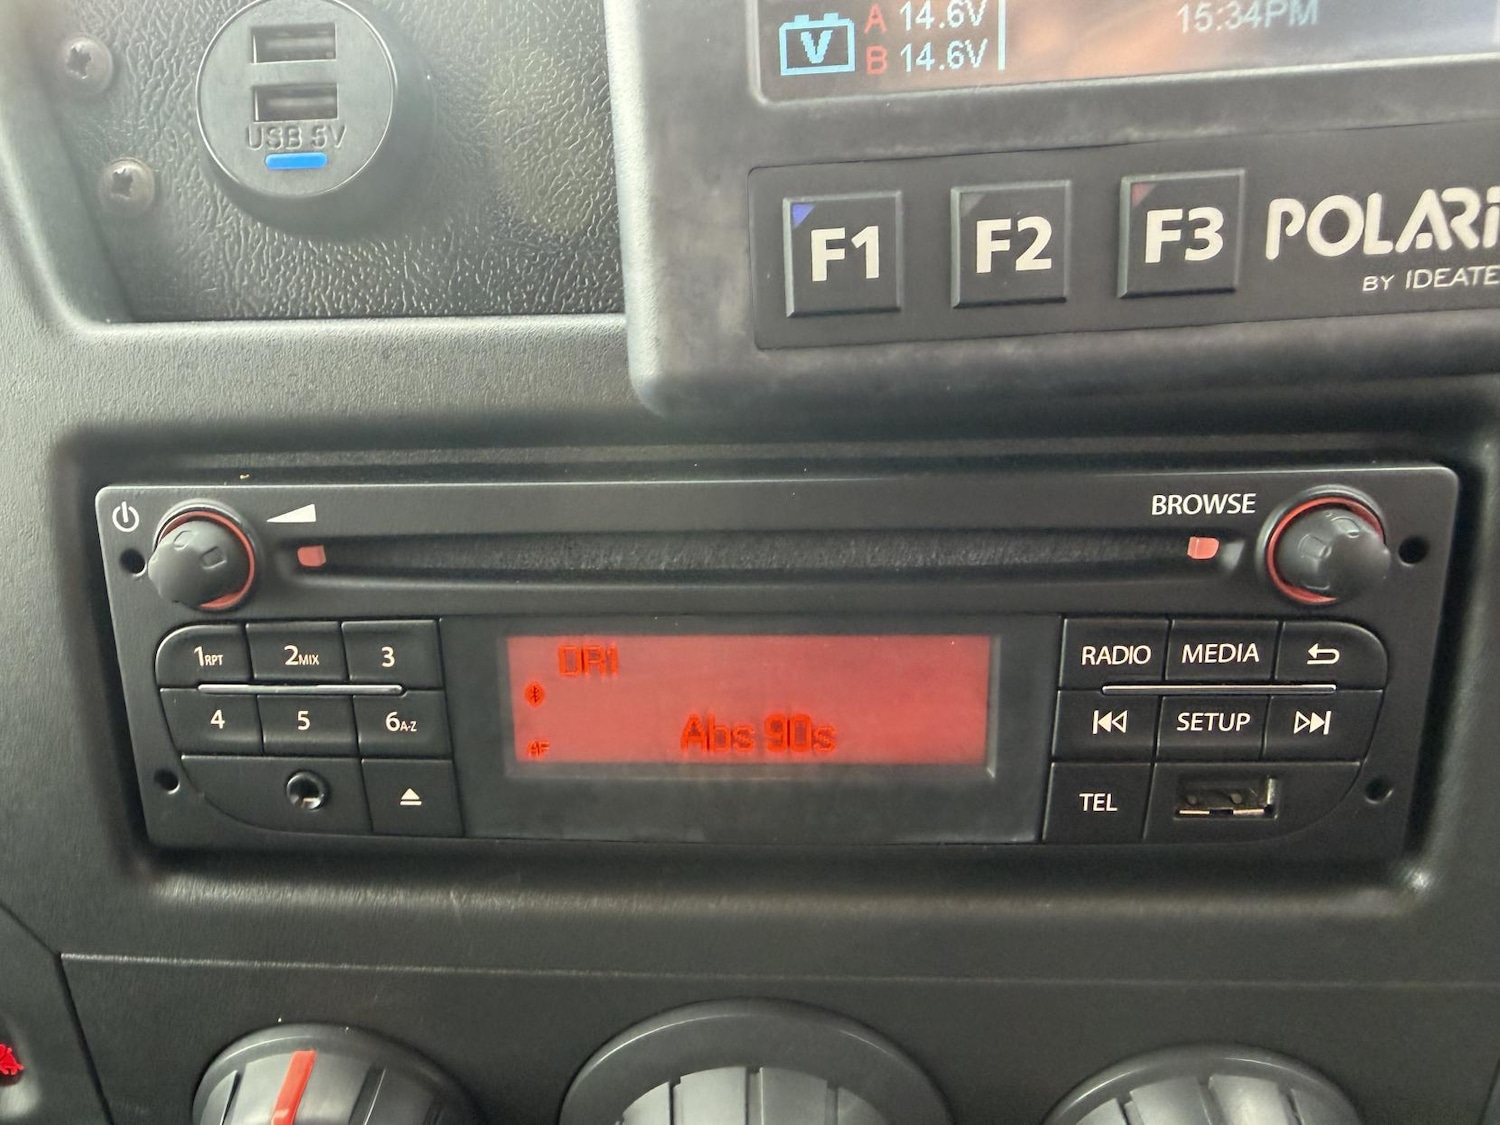 A 14.6V
15:34PM
V
B 14.6V
USB 5V
F1 F2 F3
POLARi
BY IDEATE
BROWSE
1RPT 2MIX 3
4 5 6A-Z
DR1
AF
Abs 90s
RADIO MEDIA
SETUP
TEL